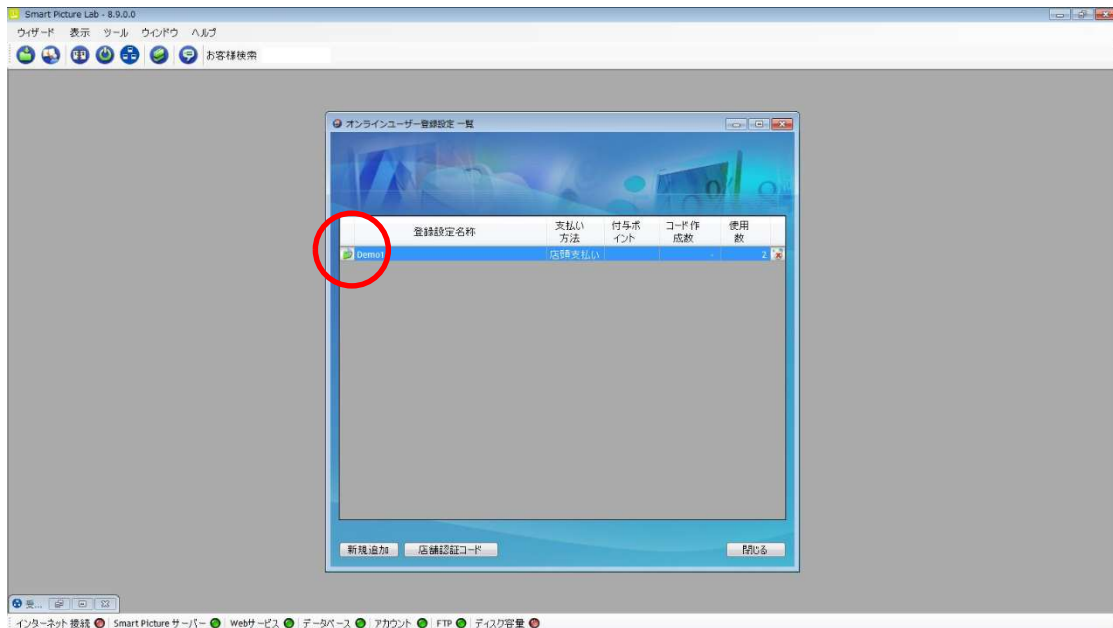 Smart Picture Lab - 8.9.0.0
ウィザード 表示 ツール ウィンドウ ヘルプ
お客様検索
オンラインユーザー登録設定 一覧
登録設定名称 支払い方法 付与ポイント コード作成数 使用数
Demo1 店頭支払い - 2
新規追加 店舗認証コード 閉じる
受...
インターネット 接続 Smart Picture サーバー Webサービス データベース アカウント FTP ディスク容量